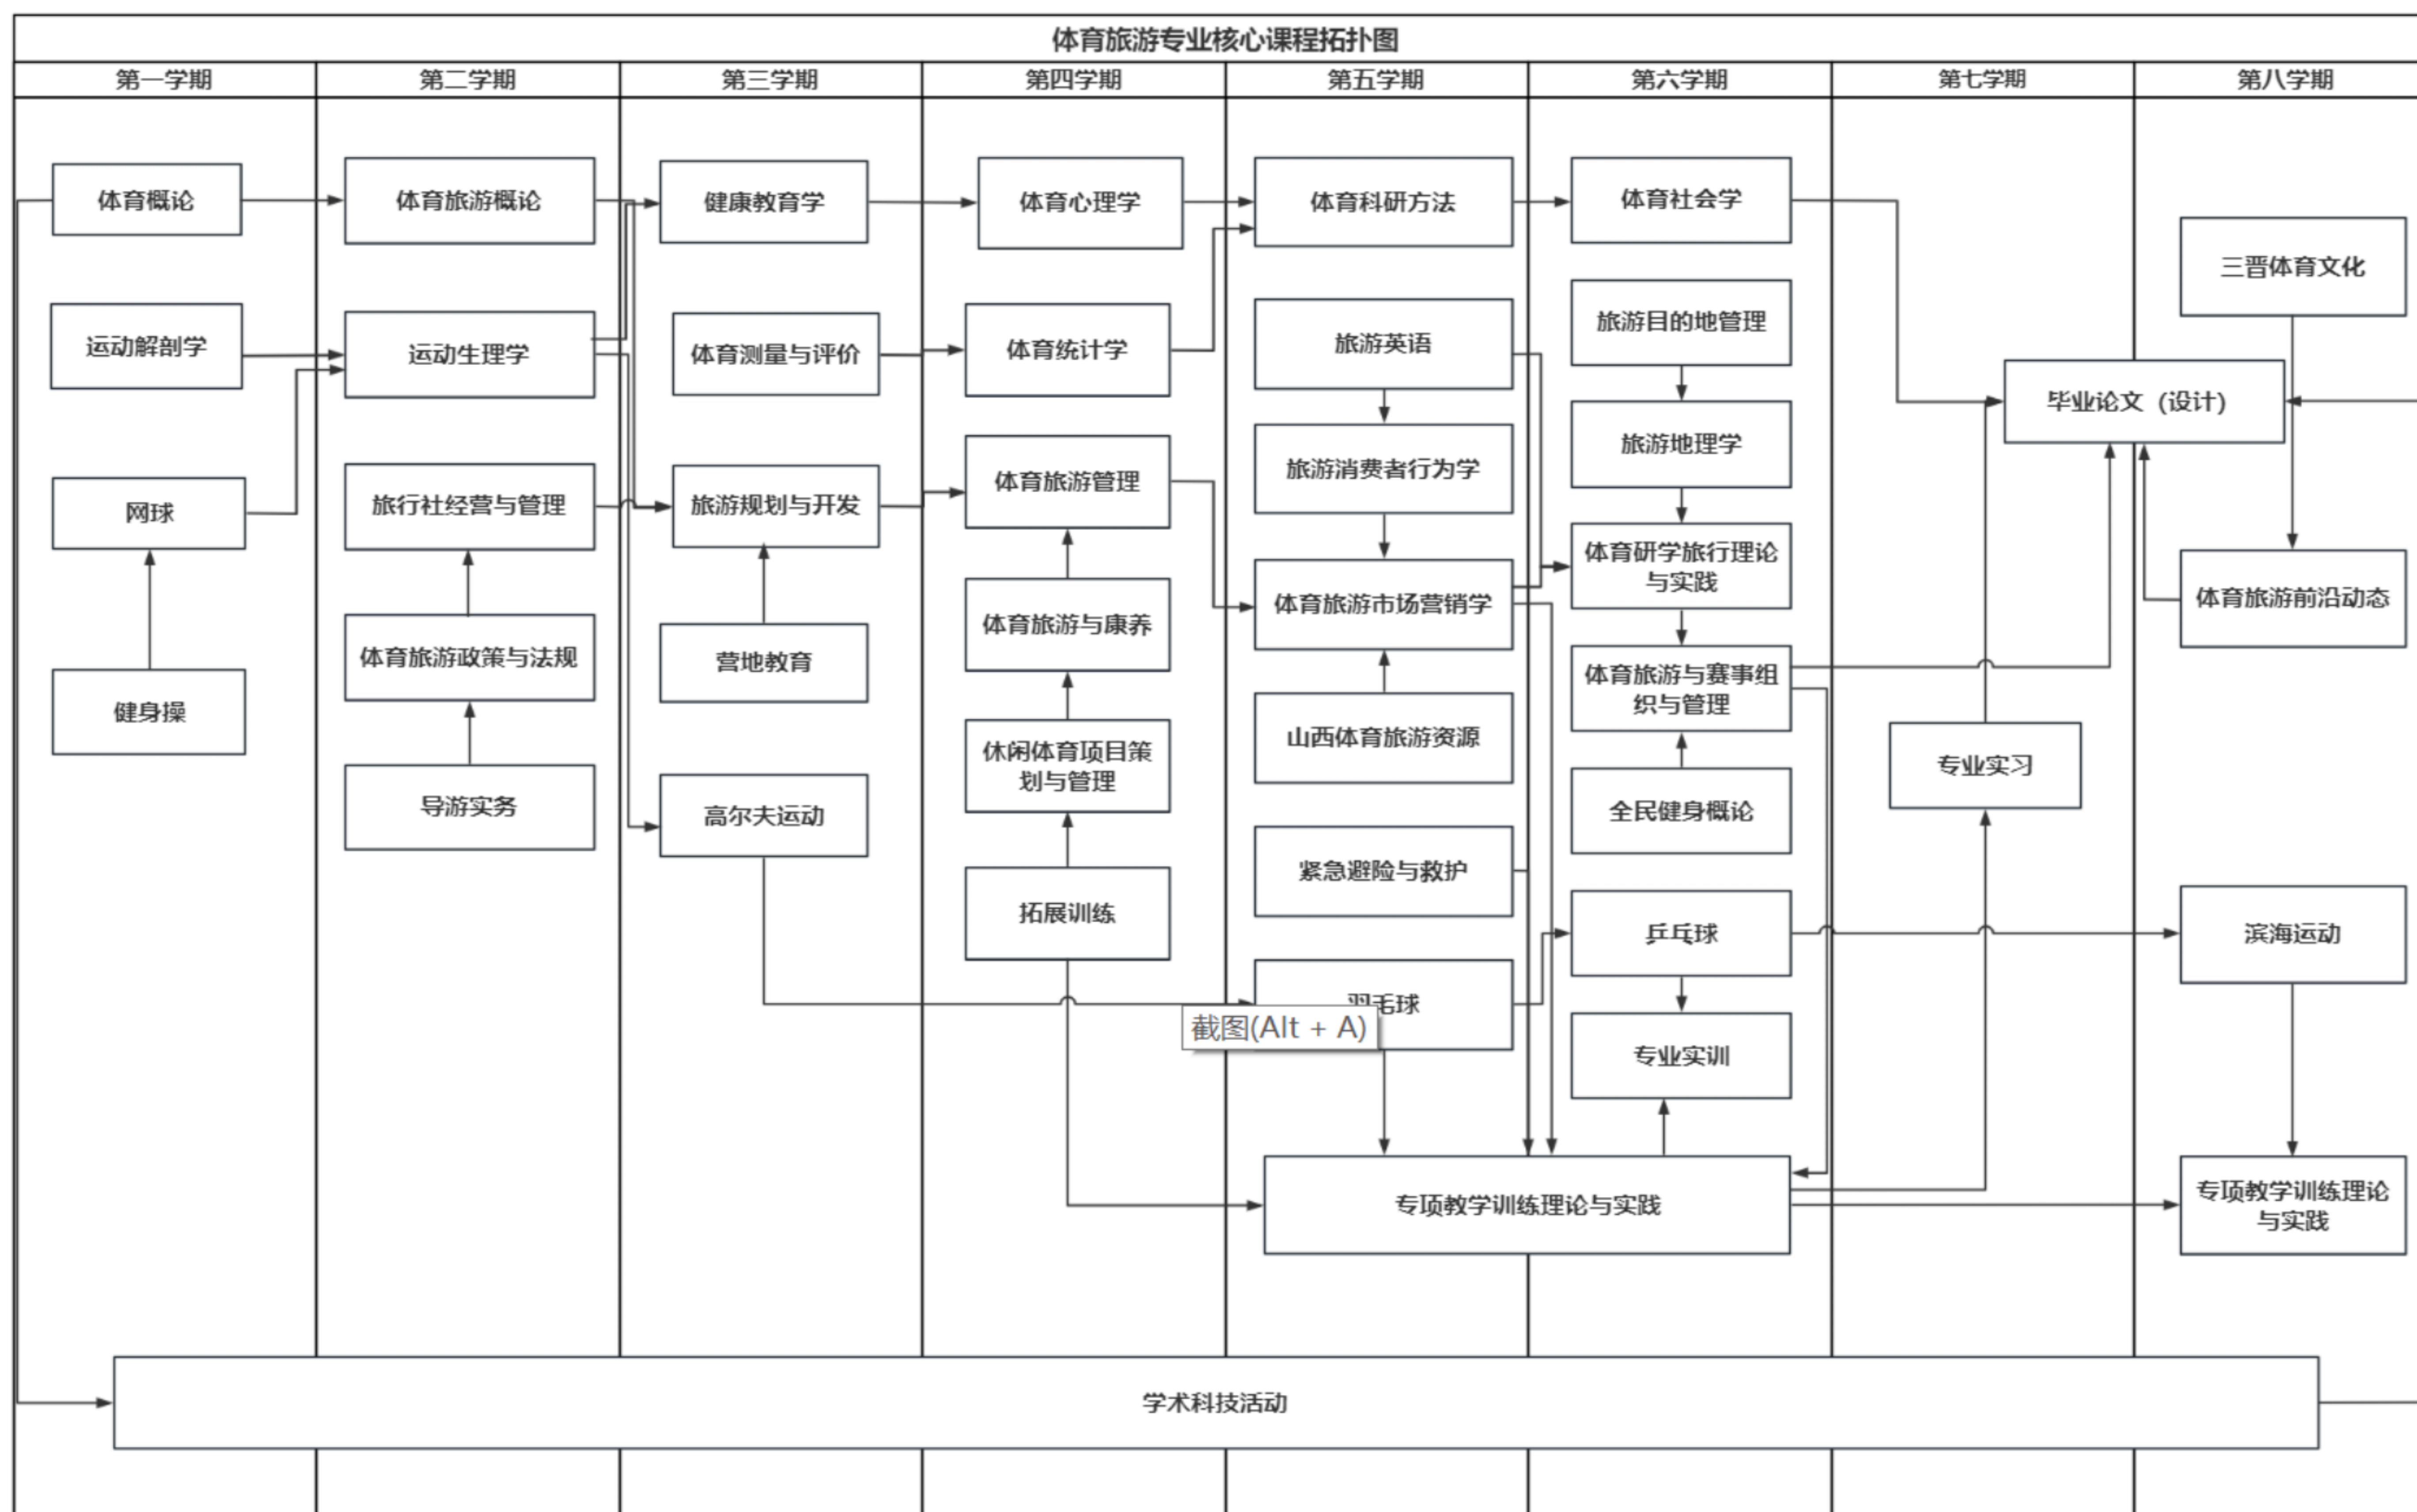 体育旅游专业核心课程拓扑图
第一学期
第二学期
第三学期
第四学期
第五学期
第六学期
第七学期
第八学期
体育概论
运动解剖学
网球
健身操
体育旅游概论
运动生理学
旅行社经营与管理
体育旅游政策与法规
导游实务
健康教育学
体育测量与评价
旅游规划与开发
营地教育
高尔夫运动
体育心理学
体育统计学
体育旅游管理
体育旅游与康养
休闲体育项目策
划与管理
拓展训练
体育科研方法
旅游英语
旅游消费者行为学
体育旅游市场营销学
山西体育旅游资源
紧急避险与救护
羽毛球
截图(Alt + A)
体育社会学
旅游目的地管理
旅游地理学
体育研学旅行理论
与实践
体育旅游与赛事组
织与管理
全民健身概论
乒乓球
专业实训
专项教学训练理论与实践
毕业论文（设计）
专业实习
三晋体育文化
体育旅游前沿动态
滨海运动
专项教学训练理论
与实践
学术科技活动